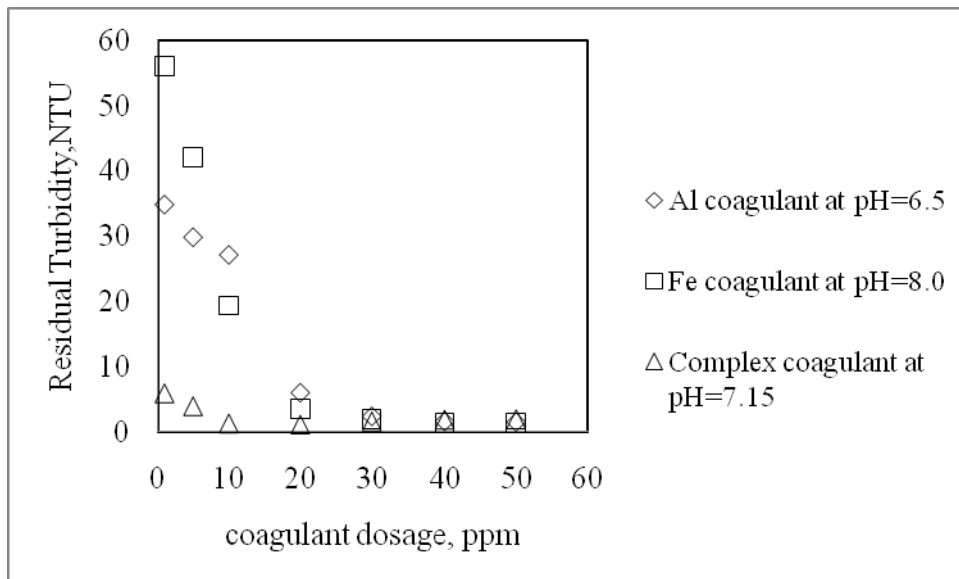 60
50
40
30
20
10
0
Residual Turbidity,NTU
0 10 20 30 40 50 60
coagulant dosage, ppm
Al coagulant at pH=6.5
Fe coagulant at pH=8.0
Complex coagulant at
pH=7.15